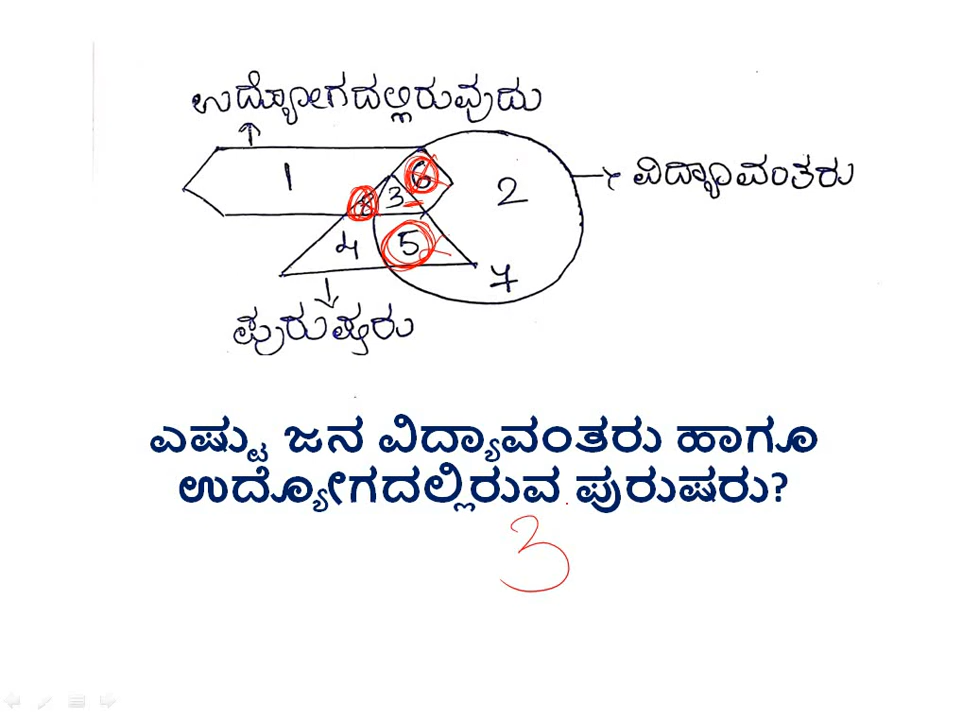 ಉದ್ಯೋಗದಲ್ಲಿರುವುದು
1
6
2
ವಿದ್ಯಾವಂತರು
8 3
4 5
7
ಪುರುಷರು
ಎಷ್ಟು ಜನ ವಿದ್ಯಾವಂತರು ಹಾಗೂ
ಉದ್ಯೋಗದಲ್ಲಿರುವ ಪುರುಷರು?
3